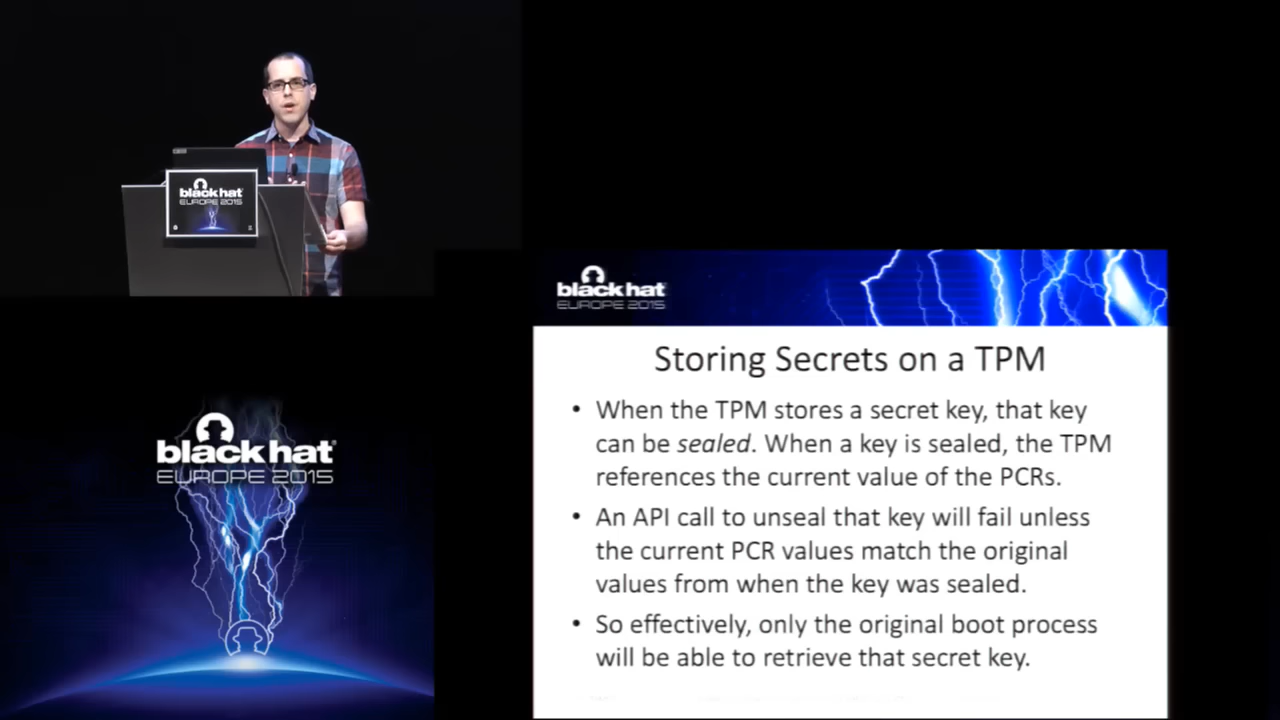 black hat
EUROPE 2015
black hat
EUROPE 2015
Storing Secrets on a TPM
• When the TPM stores a secret key, that key
can be sealed. When a key is sealed, the TPM
references the current value of the PCRs.
• An API call to unseal that key will fail unless
the current PCR values match the original
values from when the key was sealed.
• So effectively, only the original boot process
will be able to retrieve that secret key.
black hat
EUROPE 2015